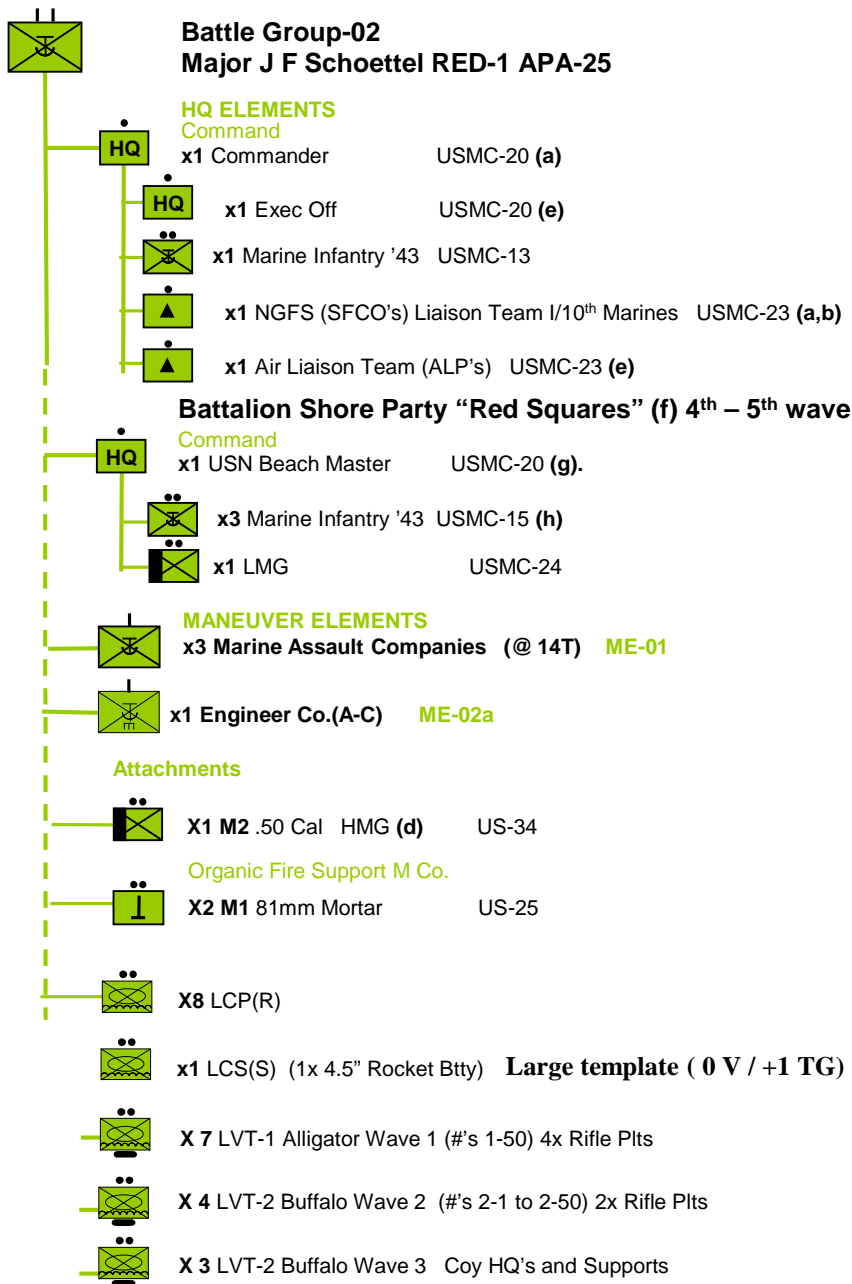 Battle Group-02
Major J F Schoettel RED-1 APA-25
HQ ELEMENTS
Command
HQ
x1 Commander USMC-20 (a)
HQ
x1 Exec Off USMC-20 (e)
x1 Marine Infantry ’43 USMC-13
x1 NGFS (SFCO’s) Liaison Team I/10th Marines USMC-23 (a,b)
x1 Air Liaison Team (ALP’s) USMC-23 (e)
Battalion Shore Party “Red Squares” (f) 4th – 5th wave
Command
HQ
x1 USN Beach Master USMC-20 (g).
x3 Marine Infantry ’43 USMC-15 (h)
x1 LMG USMC-24
MANEUVER ELEMENTS
x3 Marine Assault Companies (@ 14T) ME-01
E
x1 Engineer Co.(A-C) ME-02a
Attachments
X1 M2 .50 Cal HMG (d) US-34
Organic Fire Support M Co.
X2 M1 81mm Mortar US-25
X8 LCP(R)
x1 LCS(S) (1x 4.5” Rocket Btty) Large template ( 0 V / +1 TG)
X 7 LVT-1 Alligator Wave 1 (#’s 1-50) 4x Rifle Plts
X 4 LVT-2 Buffalo Wave 2 (#’s 2-1 to 2-50) 2x Rifle Plts
X 3 LVT-2 Buffalo Wave 3 Coy HQ’s and Supports